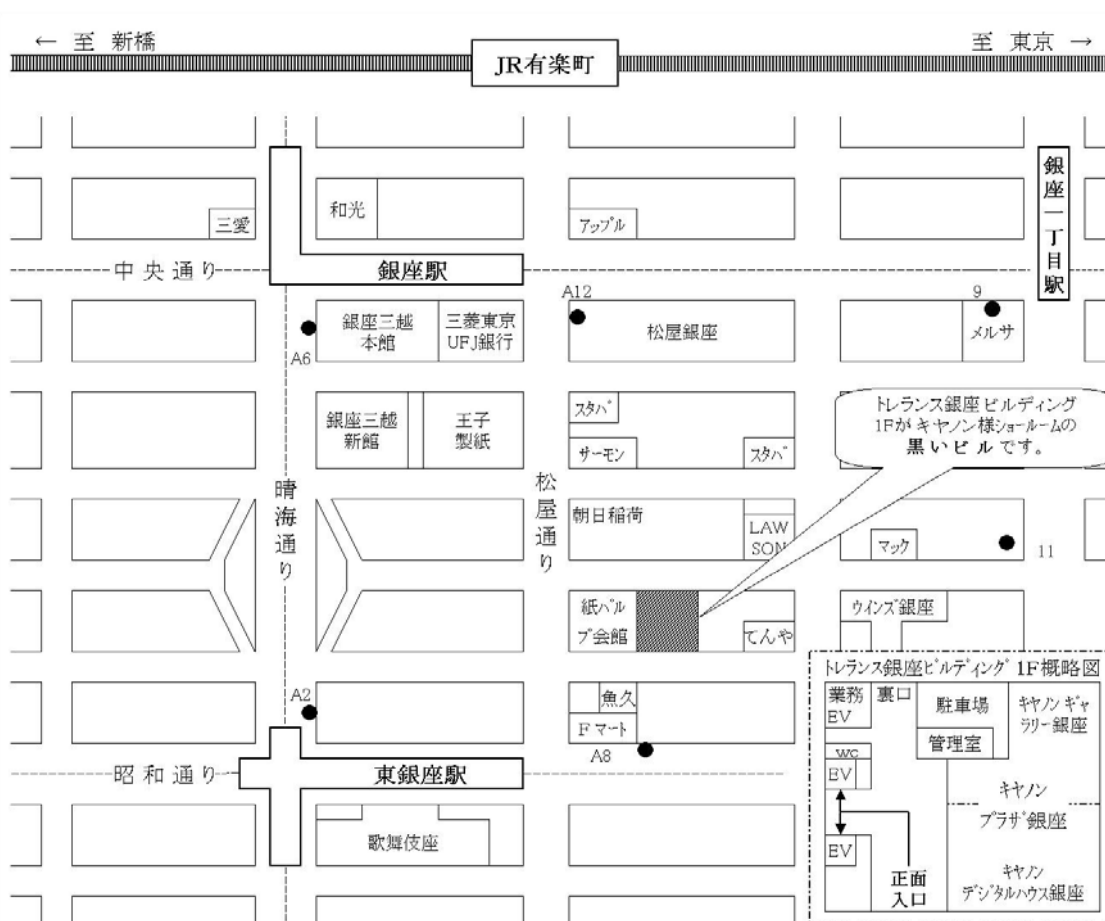 ← 至 新橋
至 東京 →
JR有楽町
銀座一丁目駅
三愛
和光
アップル
中央通り
銀座駅
A12
9
A6
銀座三越
本館
三菱東京
UFJ銀行
松屋銀座
メルサ
銀座三越
新館
王子
製紙
スタバ
サーモン
スタバ
トレランス銀座ビルディング
1Fがキヤノン様ショールームの
黒いビルです。
晴海通り
松屋通り
朝日稲荷
LAW
SON
マック
11
紙パル
プ会館
てんや
ウインズ銀座
A2
魚久
Fマート
A8
昭和通り
東銀座駅
歌舞伎座
トレランス銀座ビルディング 1F概略図
業務
EV
裏口
駐車場
管理室
キヤノンギャ
ラリー銀座
WC
EV
キヤノン
プラザ銀座
EV
正面
入口
キヤノン
デジタルハウス銀座